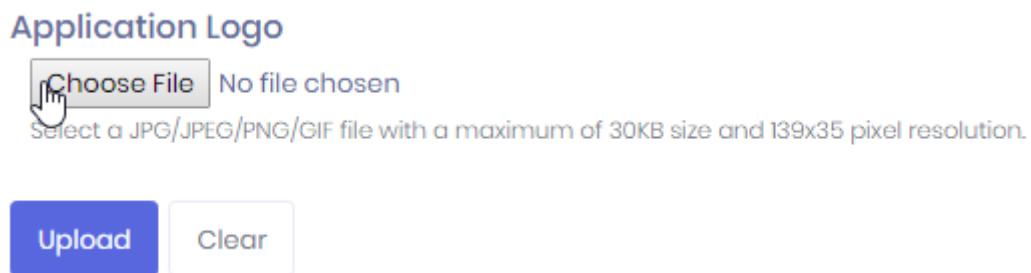 Application Logo
Choose File No file chosen
Select a JPG/JPEG/PNG/GIF file with a maximum of 30KB size and 139x35 pixel resolution.
Upload Clear